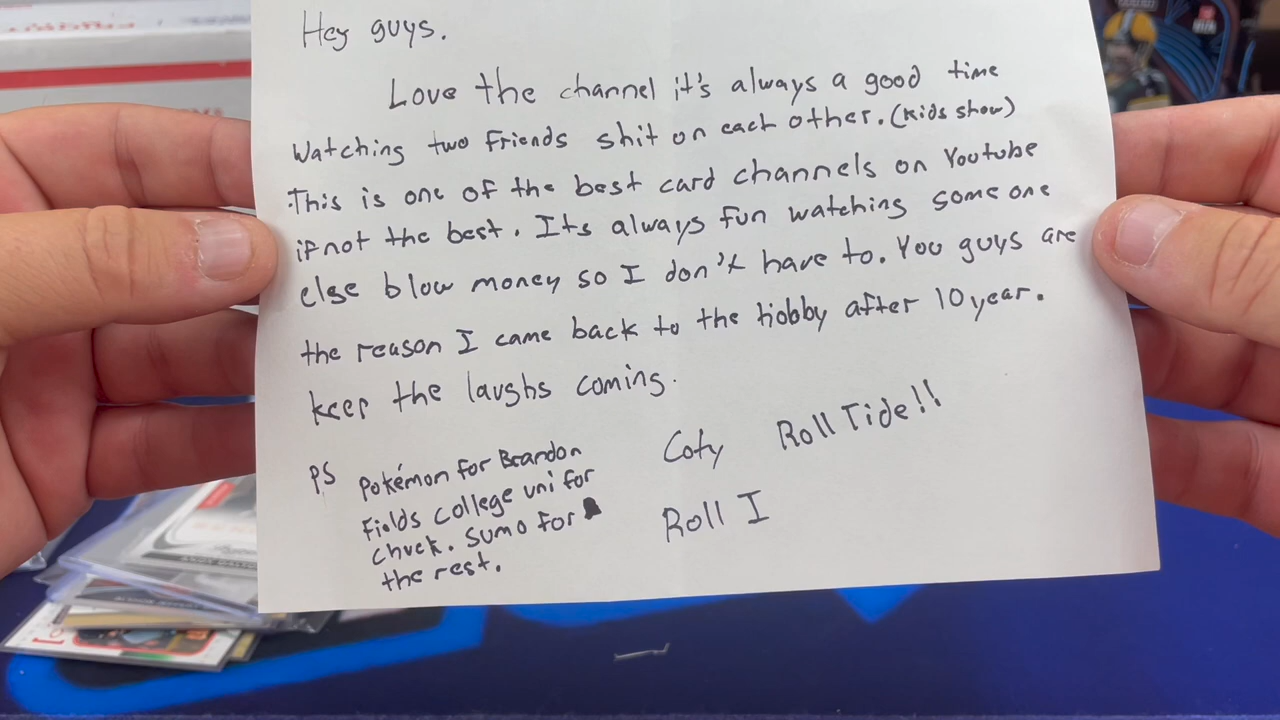 Hey guys.
Love the channel it's always a good time
watching two friends shit on each other. (kids show)
This is one of the best card channels on Youtube
if not the best. Its always fun watching some one
else blow money so I don't have to. You guys are
the reason I came back to the hobby after 10 year.
keep the laughs coming.
Coty Roll Tide!!
Roll I
PS Pokémon for Brandon
Fields college uni for
chuck. Sumo for
the rest.